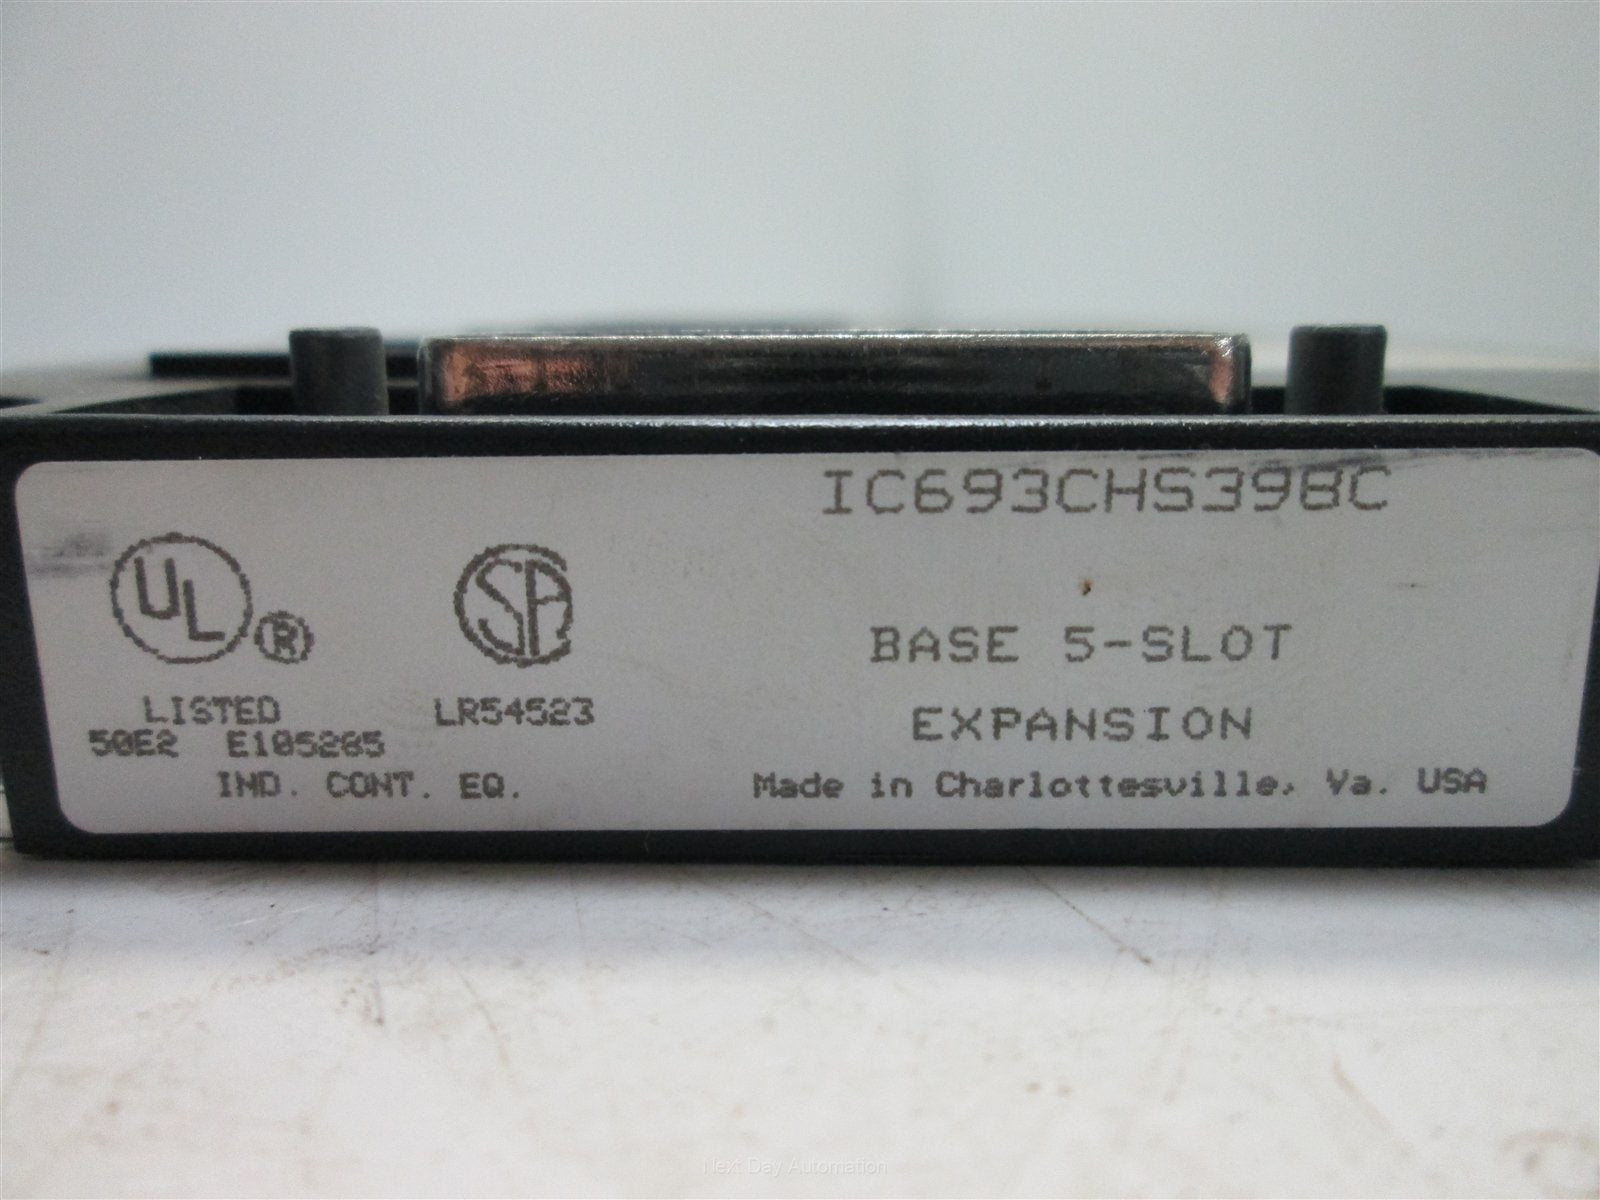 IC693CHS398C
UL ®
SA
BASE 5-SLOT
LISTED
LR54523
EXPANSION
50E2 E105285
IND. CONT. EQ.
Made in Charlottesville, Va. USA
Next Day Automation